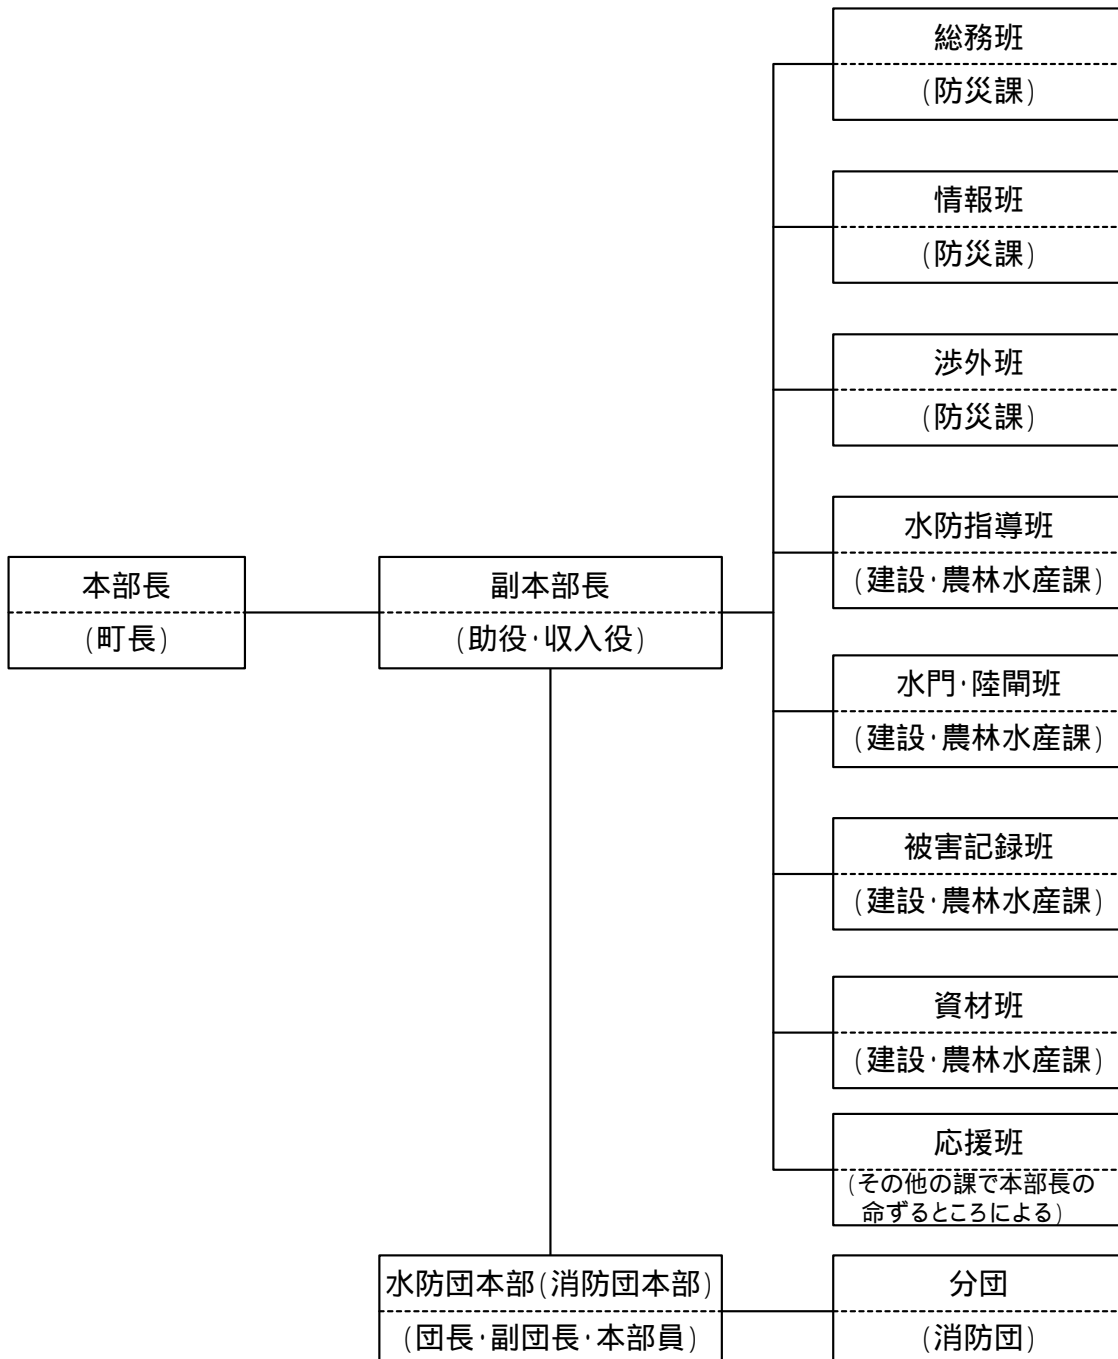 総務班
(防災課)
情報班
(防災課)
渉外班
(防災課)
水防指導班
(建設・農林水産課)
本部長
(町長)
副本部長
(助役・収入役)
水門・陸閘班
(建設・農林水産課)
被害記録班
(建設・農林水産課)
資材班
(建設・農林水産課)
応援班
(その他の課で本部長の
命ずるところによる)
水防団本部(消防団本部)
(団長・副団長・本部員)
分団
(消防団)